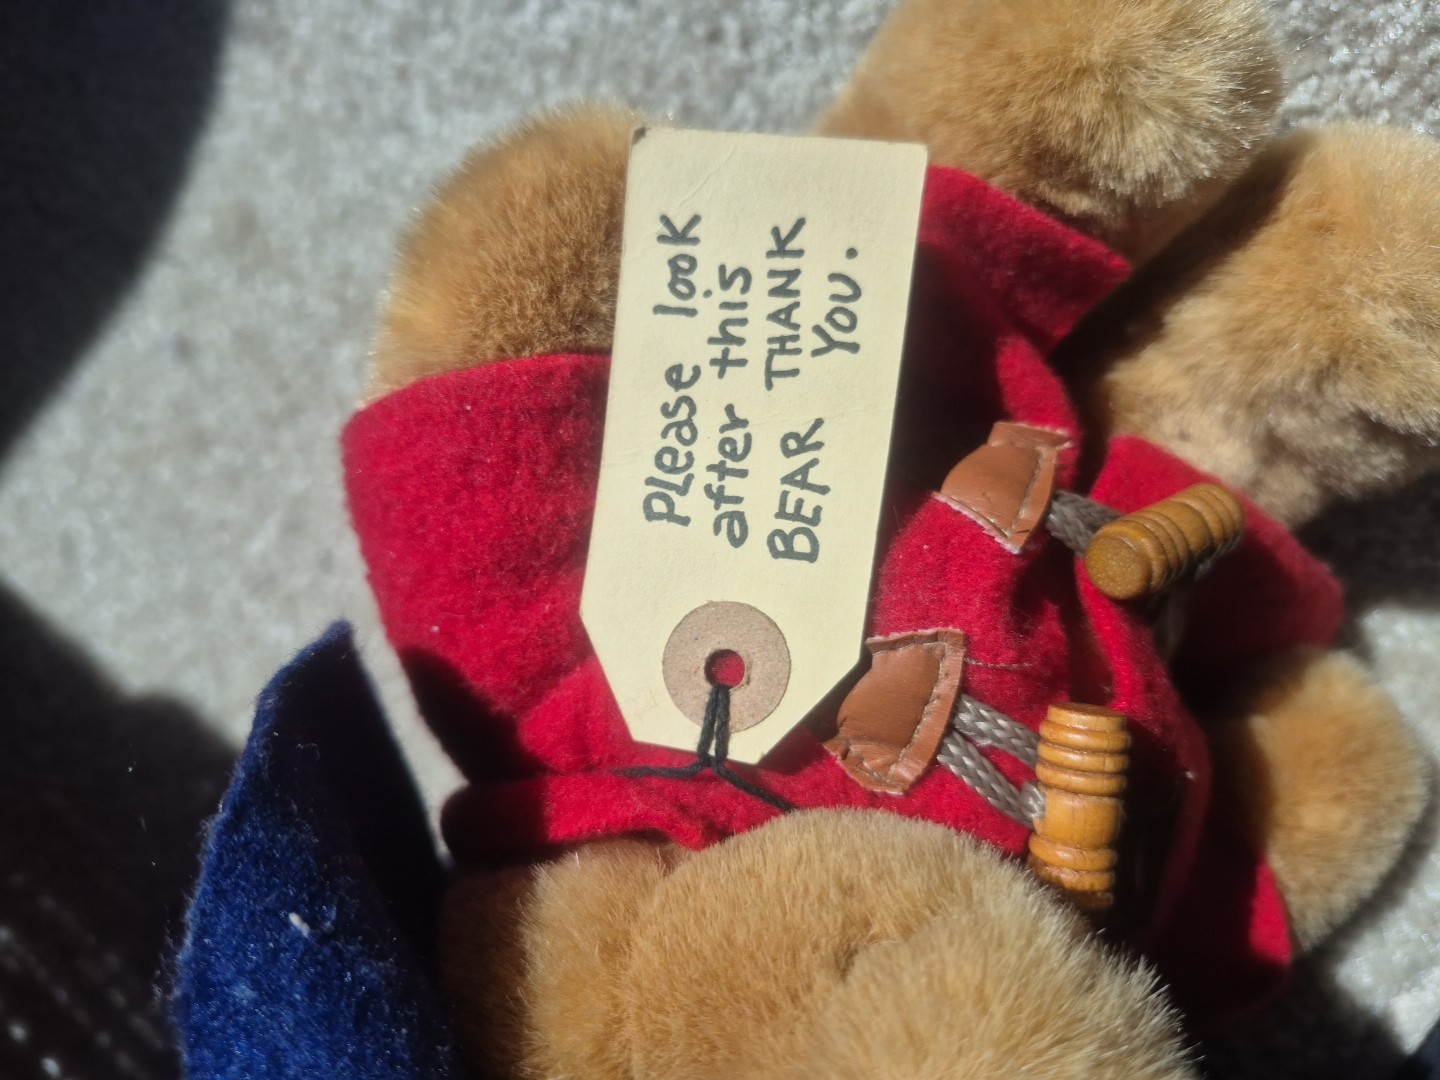 Please look
after this
BEAR THANK
YOU.